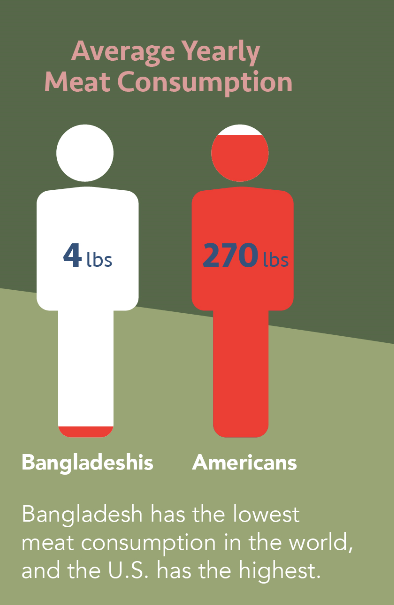 Average Yearly
Meat Consumption
4 lbs
270 lbs
Bangladeshis
Americans
Bangladesh has the lowest
meat consumption in the world,
and the U.S. has the highest.